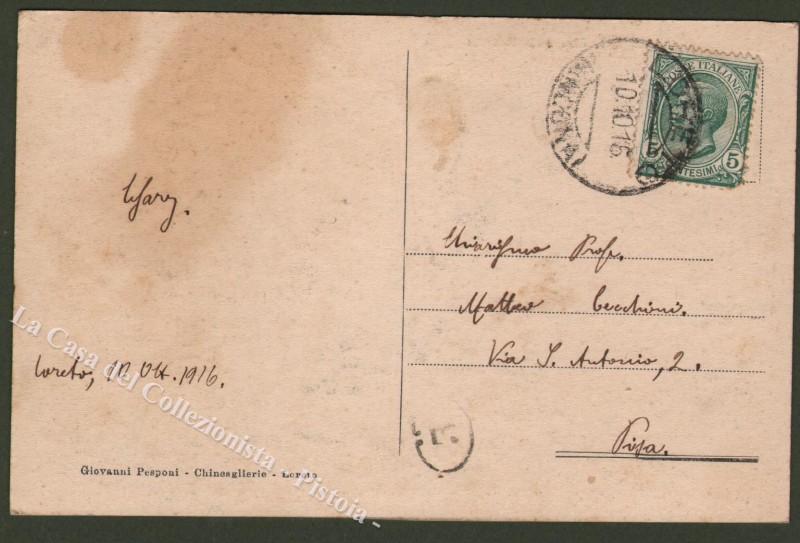 POSTE ITALIANE
5 5
CENTESIMI
10.10.16
Chiarissimo Prof.
Matteo Cecchini.
Via S. Antonio, 2.
Pisa.
Loreto, 10 Ott. 1916.
Giovanni Pesponi - Chincaglierie - Loreto
La Casa del Collezionista - Pistoia -